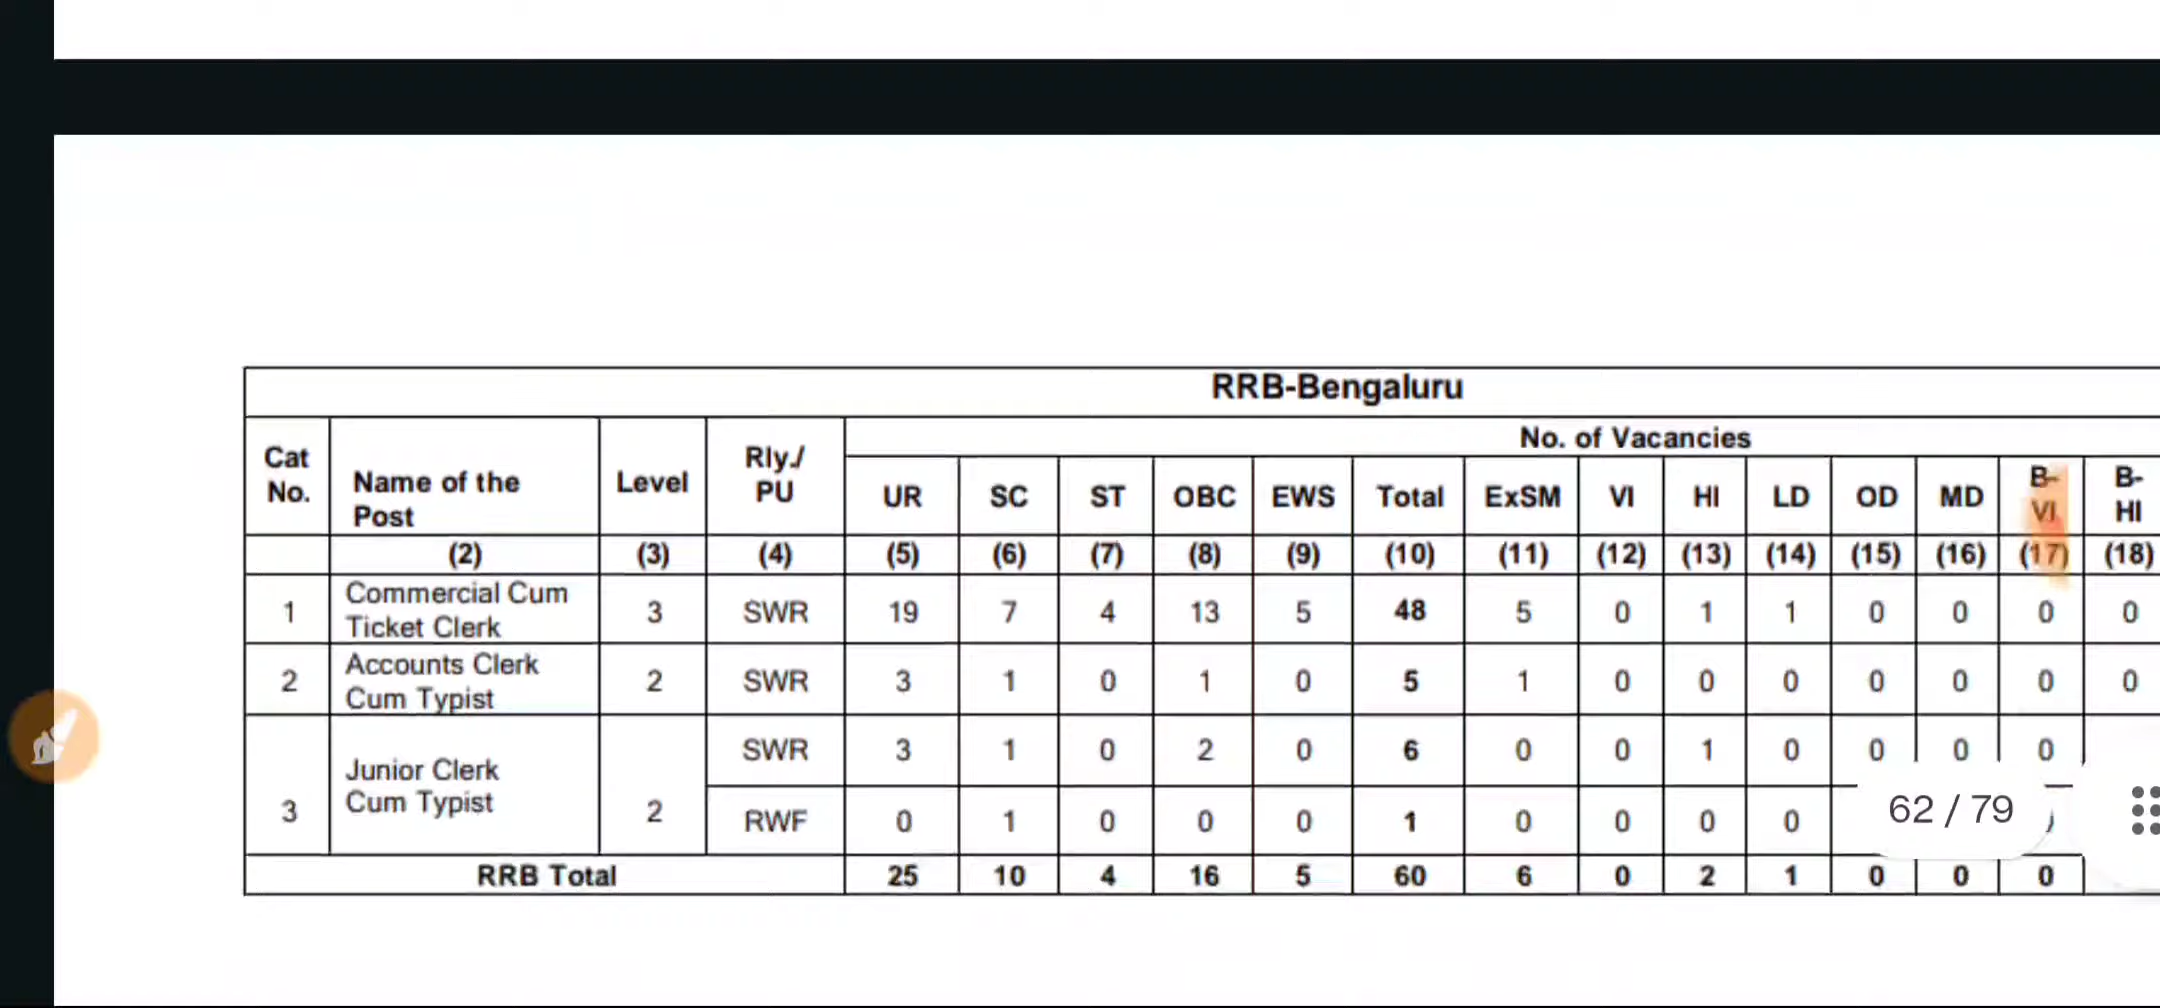 RRB-Bengaluru
Cat No. Name of the Post Level Rly./ PU No. of Vacancies
UR SC ST OBC EWS Total ExSM VI HI LD OD MD B-VI B-HI
(2) (3) (4) (5) (6) (7) (8) (9) (10) (11) (12) (13) (14) (15) (16) (17) (18)
1 Commercial Cum Ticket Clerk 3 SWR 19 7 4 13 5 48 5 0 1 1 0 0 0 0
2 Accounts Clerk Cum Typist 2 SWR 3 1 0 1 0 5 1 0 0 0 0 0 0 0
3 Junior Clerk Cum Typist 2 SWR 3 1 0 2 0 6 0 0 1 0 0 0 0
RWF 0 1 0 0 0 1 0 0 0 0
62 / 79
RRB Total 25 10 4 16 5 60 6 0 2 1 0 0 0